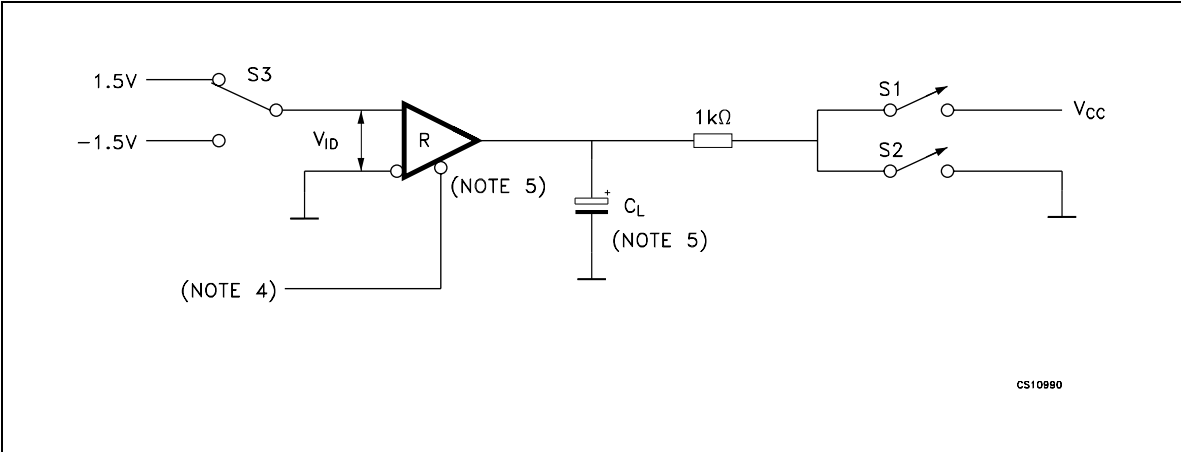 1.5V
S3
-1.5V
VID
R
(NOTE 5)
(NOTE 4)
+
CL
(NOTE 5)
1kΩ
S1
VCC
S2
CS10990